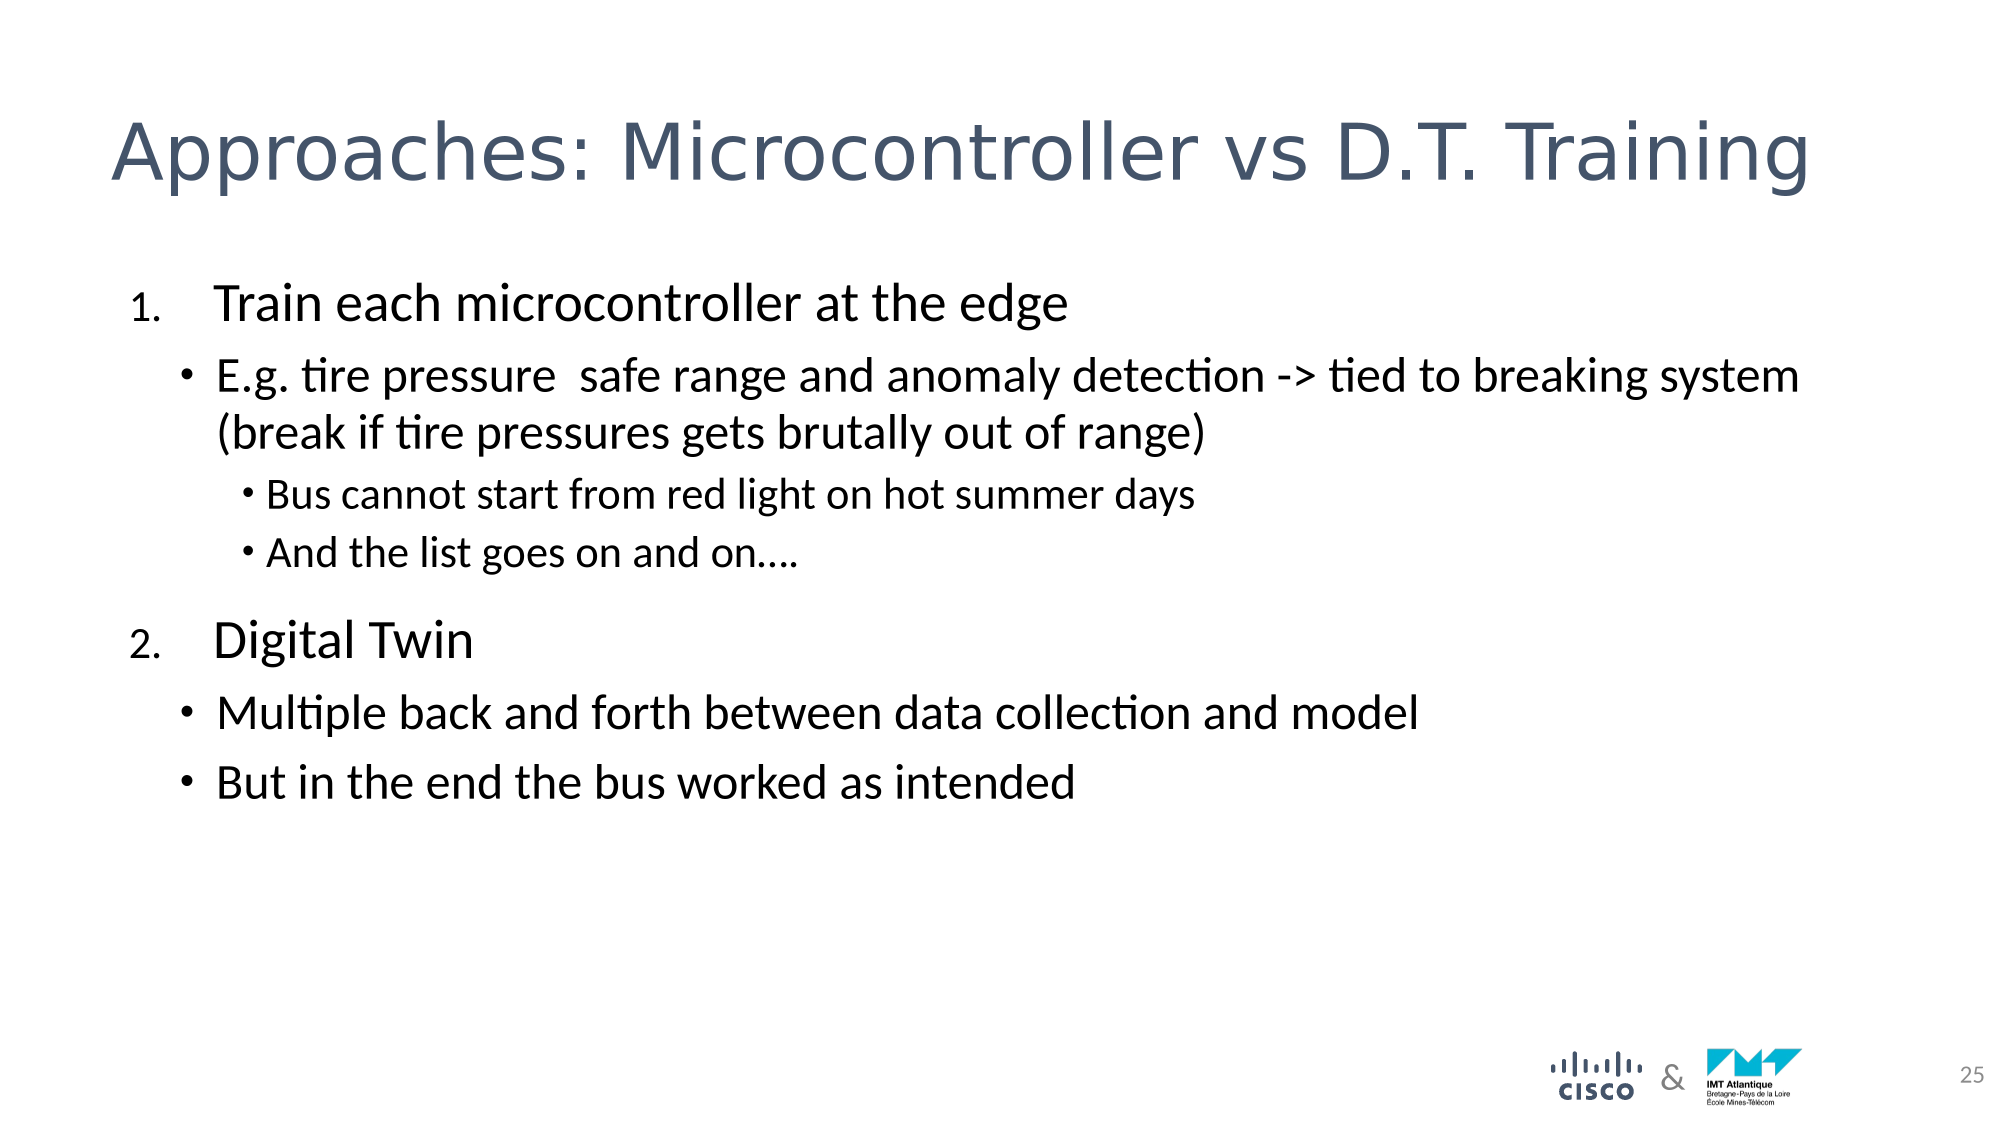 Approaches: Microcontroller vs D.T. Training
1. Train each microcontroller at the edge
• E.g. tire pressure  safe range and anomaly detection -> tied to breaking system
(break if tire pressures gets brutally out of range)
• Bus cannot start from red light on hot summer days
• And the list goes on and on….
2. Digital Twin
• Multiple back and forth between data collection and model
• But in the end the bus worked as intended
CISCO & IMT Atlantique
Bretagne-Pays de la Loire
École Mines-Télécom
25